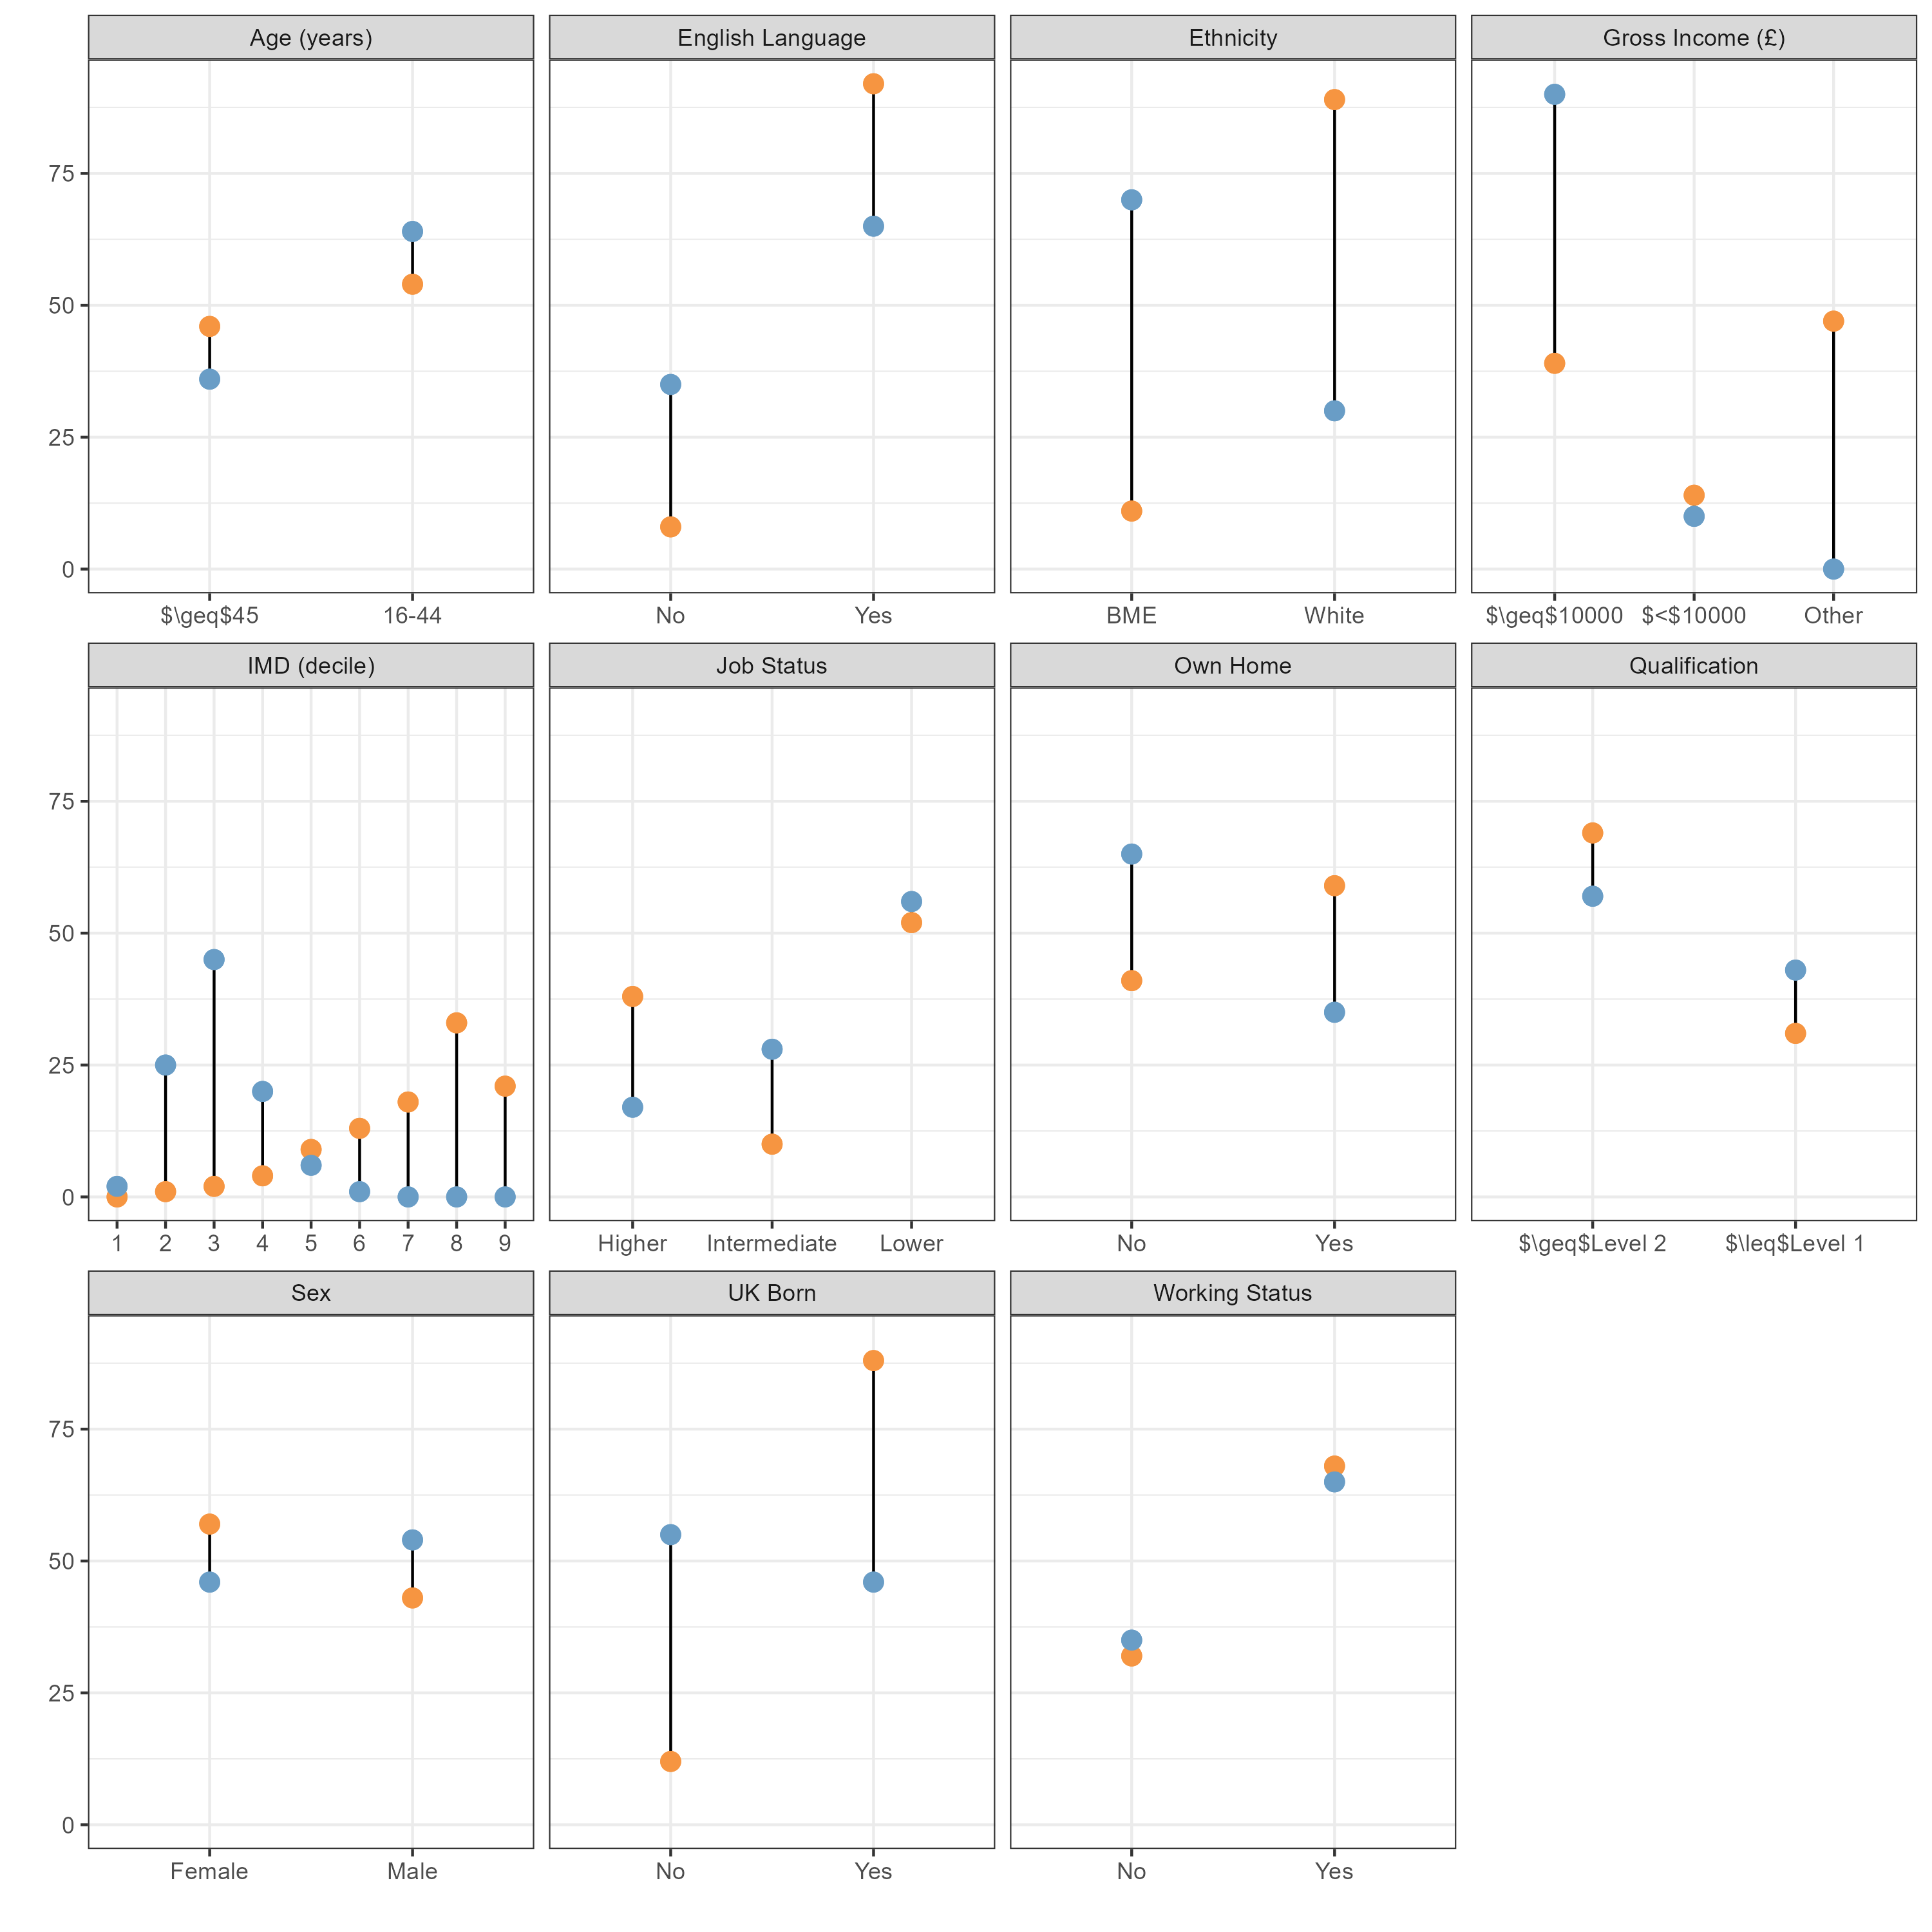 Age (years) English Language Ethnicity Gross Income (£)
75
50
25
0
$\geq$45 16-44 No Yes BME White $\geq$10000 $<$10000 Other
IMD (decile) Job Status Own Home Qualification
75
50
25
0
1 2 3 4 5 6 7 8 9 Higher Intermediate Lower No Yes $\geq$Level 2 $\leq$Level 1
Sex UK Born Working Status
75
50
25
0
Female Male No Yes No Yes